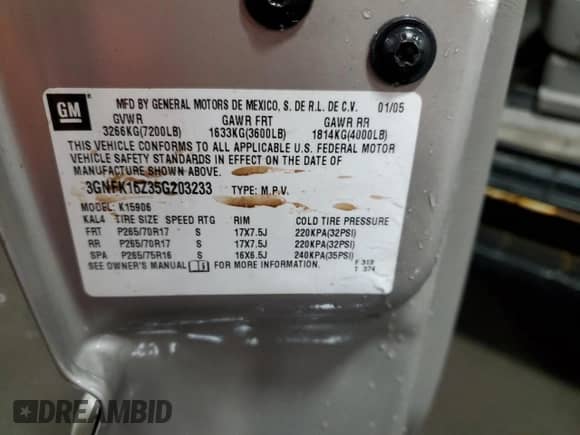 GM
MFD BY GENERAL MOTORS DE MEXICO, S. DE R.L. DE C.V. 01/05
GVWR GAWR FRT GAWR RR
3266KG(7200LB) 1633KG(3600LB) 1814KG(4000LB)
THIS VEHICLE CONFORMS TO ALL APPLICABLE U.S. FEDERAL MOTOR
VEHICLE SAFETY STANDARDS IN EFFECT ON THE DATE OF
MANUFACTURE SHOWN ABOVE.
3GNFK16Z35G203233 TYPE: M.P.V.
MODEL: K15906
KAL4 TIRE SIZE SPEED RTG RIM COLD TIRE PRESSURE
FRT P265/70R17 S 17X7.5J 220KPA(32PSI)
RR P265/70R17 S 17X7.5J 220KPA(32PSI)
SPA P265/75R16 S 16X6.5J 240KPA(35PSI)
SEE OWNER'S MANUAL FOR MORE INFORMATION.
F 319
T 374
DREAMBID